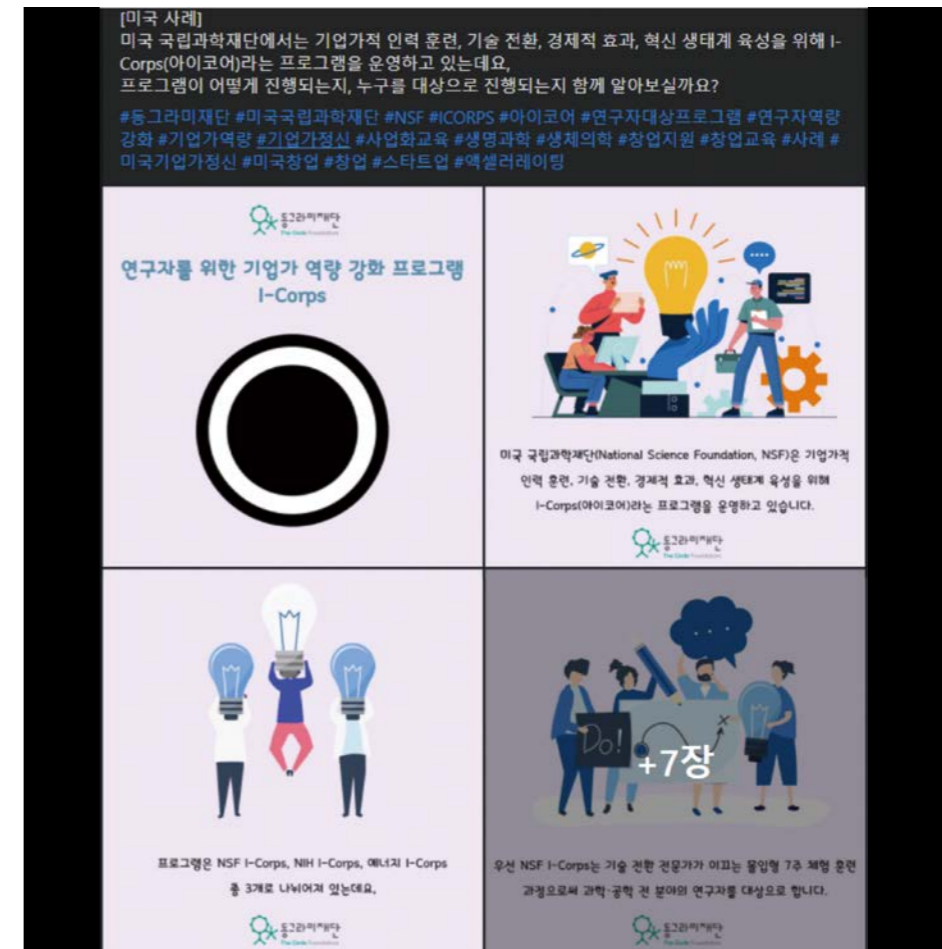 [미국 사례]
미국 국립과학재단에서는 기업가적 인력 훈련, 기술 전환, 경제적 효과, 혁신 생태계 육성을 위해 I-
Corps(아이코어)라는 프로그램을 운영하고 있는데요,
프로그램이 어떻게 진행되는지, 누구를 대상으로 진행되는지 함께 알아보실까요?
#동그라미재단 #미국국립과학재단 #NSF #ICORPS #아이코어 #연구자대상프로그램 #연구자역량
강화 #기업가역량 #기업가정신 #사업화교육 #생명과학 #생체의학 #창업지원 #창업교육 #사례 #
미국기업가정신 #미국창업 #창업 #스타트업 #액셀러레이팅
동그라미재단
The Circle Foundation
연구자를 위한 기업가 역량 강화 프로그램
I-Corps
미국 국립과학재단(National Science Foundation, NSF)은 기업가적
인력 훈련, 기술 전환, 경제적 효과, 혁신 생태계 육성을 위해
I-Corps(아이코어)라는 프로그램을 운영하고 있습니다.
동그라미재단
The Circle Foundation
프로그램은 NSF I-Corps, NIH I-Corps, 에너지 I-Corps
총 3개로 나뉘어져 있는데요,
동그라미재단
The Circle Foundation
Do!
+7장
우선 NSF I-Corps는 기술 전환 전문가가 이끄는 몰입형 7주 체험 훈련
과정으로써 과학·공학 전 분야의 연구자를 대상으로 합니다.
동그라미재단
The Circle Foundation